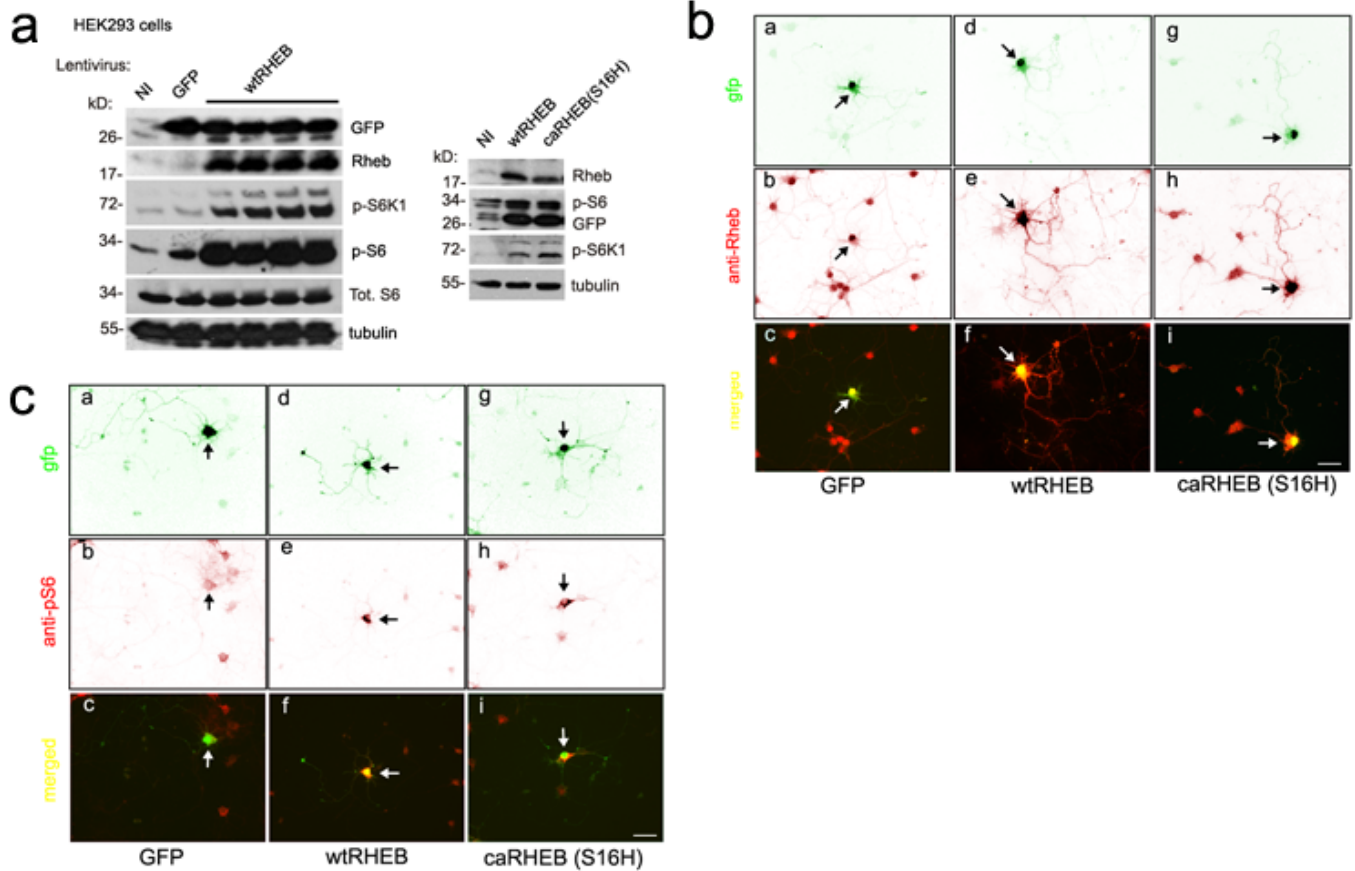 a
HEK293 cells
Lentivirus:
NI
GFP
wtRHEB
kD:
26-
GFP
17-
Rheb
72-
p-S6K1
34-
p-S6
34-
Tot. S6
55-
tubulin
NI
wtRHEB
caRHEB(S16H)
kD:
17-
Rheb
34-
p-S6
26-
GFP
72-
p-S6K1
55-
tubulin
b
gfp
a
d
g
anti-Rheb
b
e
h
merged
c
f
i
GFP
wtRHEB
caRHEB (S16H)
c
gfp
a
d
g
anti-pS6
b
e
h
merged
c
f
i
GFP
wtRHEB
caRHEB (S16H)